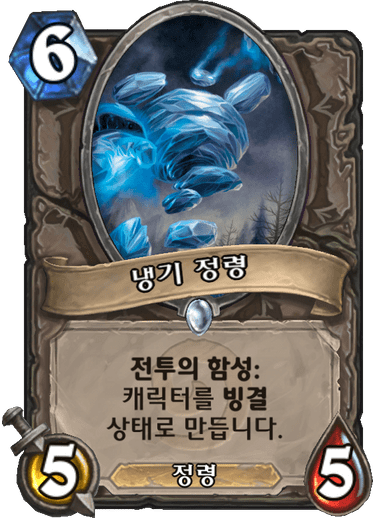 6
냉기 정령
전투의 함성:
캐릭터를 빙결
상태로 만듭니다.
5
정령
5